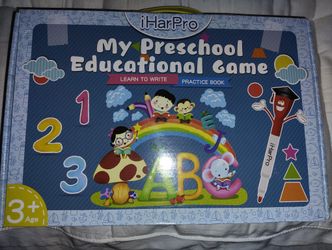 iHarPro
My Preschool
Educational Game
LEARN TO WRITE PRACTICE BOOK
1
2
3
ABC
iHarPro
3+
Age